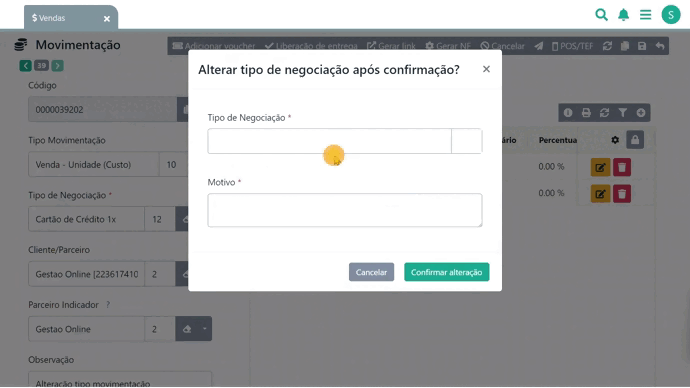 $ Vendas
S
Movimentação
Adicionar voucher
Liberação de entrega
Gerar link
Gerar NF
Cancelar
POS/TEF
39
Código
0000039202
Tipo Movimentação
Venda - Unidade (Custo) 10
Tipo de Negociação *
Cartão de Crédito 1x 12
Cliente/Parceiro
Gestao Online [223617410 2
Parceiro Indicador ?
Gestao Online 2
Observação
Alteração tipo movimentação
Alterar tipo de negociação após confirmação?
Tipo de Negociação *
Motivo *
Cancelar
Confirmar alteração
Percentua
0.00 %
0.00 %